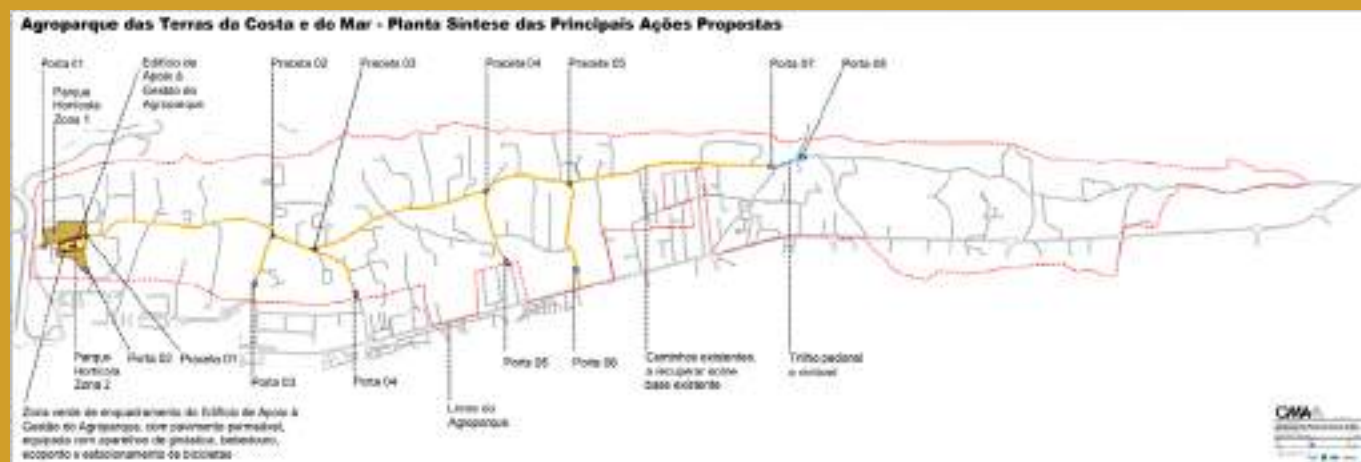 Agroparque das Terras da Costa e do Mar - Planta Síntese das Principais Ações Propostas
Porta 01
Edifício de
Apoio à
Gestão do
Agroparque
Praceta 02
Praceta 03
Praceta 04
Praceta 05
Porta 07
Porta 08
Parque
Hortícola
Zona 1
Parque
Hortícola
Zona 2
Porta 02
Praceta 01
Porta 03
Porta 04
Porta 05
Porta 06
Caminhos existentes
a recuperar sobre
base existente
Trilho pedonal
e ciclável
Limite do
Agroparque
Zona verde de enquadramento do Edifício de Apoio à
Gestão do Agroparque, com pavimento permeável,
equipada com aparelhos de ginástica, bebedouro,
ecoponto e estacionamento de bicicletas
CMA